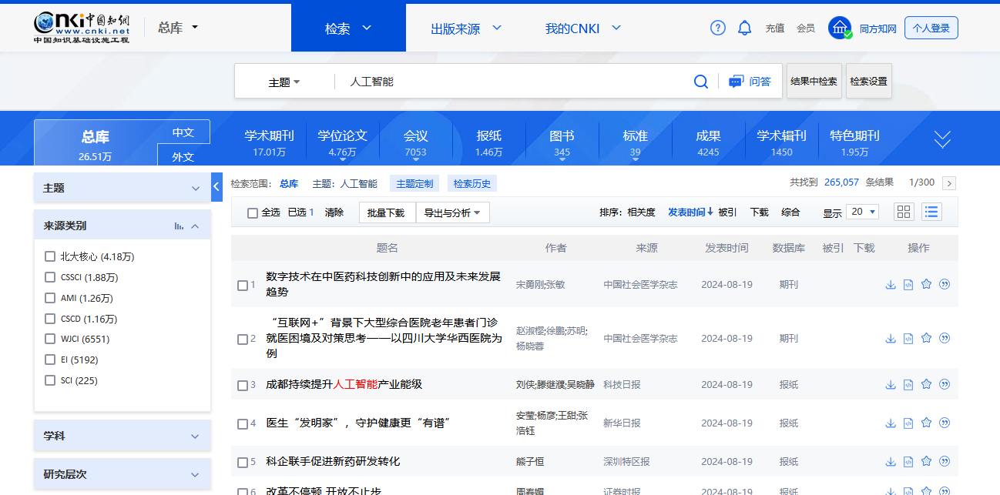 Cnki中国知网
www.cnki.net
中国知识基础设施工程
总库
检索
出版来源
我的CNKI
充值
会员
同方知网
个人登录
主题
人工智能
问答
结果中检索
检索设置
总库
26.51万
中文
外文
学术期刊
17.01万
学位论文
4.76万
会议
7053
报纸
1.46万
图书
345
标准
39
成果
4245
学术辑刊
1450
特色期刊
1.95万
主题
来源类别
北大核心 (4.18万)
CSSCI (1.88万)
AMI (1.26万)
CSCD (1.16万)
WJCI (6551)
EI (5192)
SCI (225)
学科
研究层次
检索范围: 总库 主题: 人工智能 主题定制 检索历史
共找到 265,057 条结果 1/300
全选 已选 1 清除 批量下载 导出与分析
排序: 相关度 发表时间 被引 下载 综合 显示 20
题名 作者 来源 发表时间 数据库 被引 下载 操作
1 数字技术在中医药科技创新中的应用及未来发展
趋势
宋勇刚;张敏 中国社会医学杂志 2024-08-19 期刊
2 “互联网+”背景下大型综合医院老年患者门诊
就医困境及对策思考——以四川大学华西医院为
例
赵淑樱;徐鹏;苏明;
杨晓蓉
中国社会医学杂志 2024-08-19 期刊
3 成都持续提升人工智能产业能级 刘侠;滕继濮;吴晓静 科技日报 2024-08-19 报纸
4 医生“发明家”，守护健康更“有谱”
安莹;杨彦;王甜;张
浩钰
新华日报 2024-08-19 报纸
5 科企联手促进新药研发转化 熊子恒 深圳特区报 2024-08-19 报纸
6 改革不停顿 开放不止步 周春媚 证券时报 2024-08-19 报纸